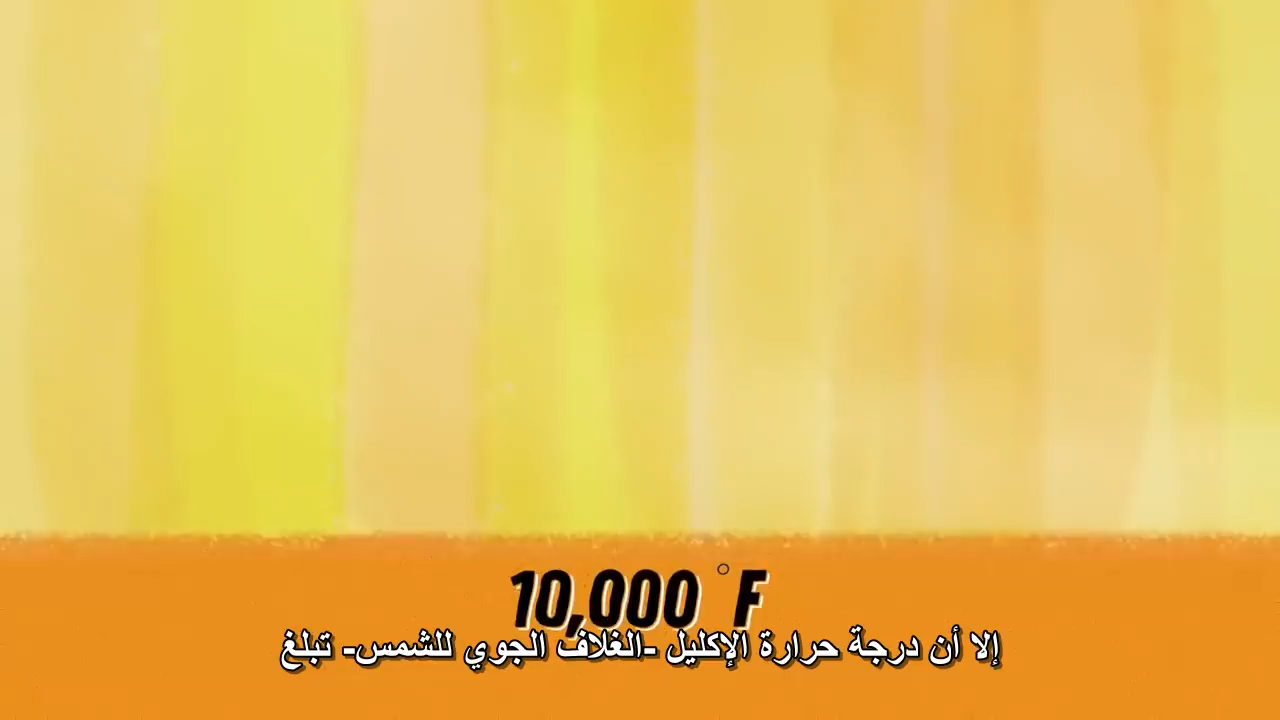 10,000 °F
إلا أن درجة حرارة الإكليل -الغلاف الجوي للشمس- تبلغ